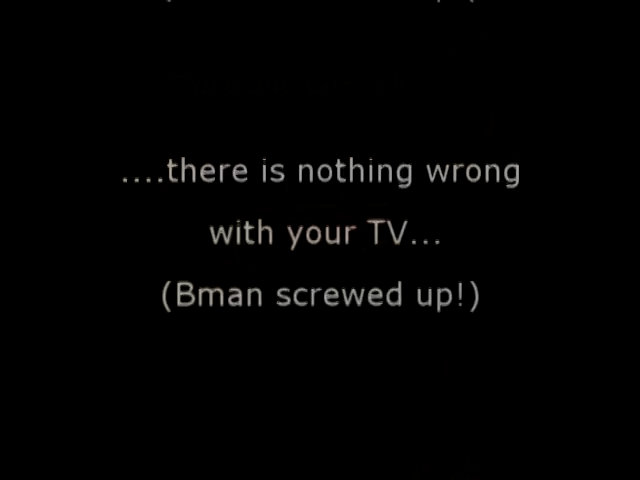 ....there is nothing wrong
with your TV...
(Bman screwed up!)